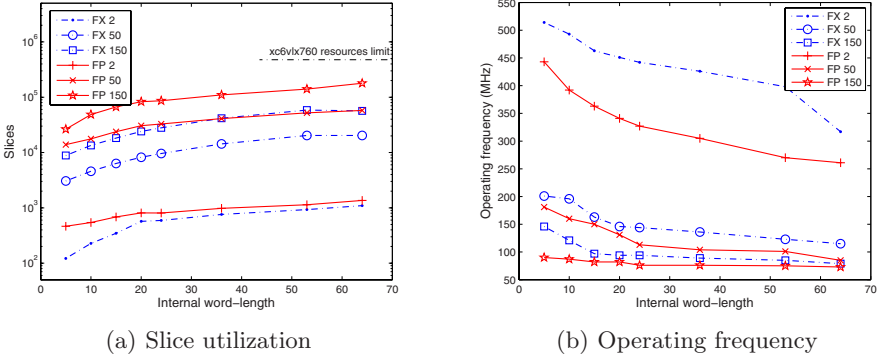 FX 2
FX 50
FX 150
FP 2
FP 50
FP 150
xc6vlx760 resources limit
10^6
10^5
10^4
10^3
10^2
Slices
0 10 20 30 40 50 60 70
Internal word−length
(a) Slice utilization
FX 2
FX 50
FX 150
FP 2
FP 50
FP 150
550
500
450
400
350
300
250
200
150
100
50
Operating frequency (MHz)
0 10 20 30 40 50 60 70
Internal word−length
(b) Operating frequency